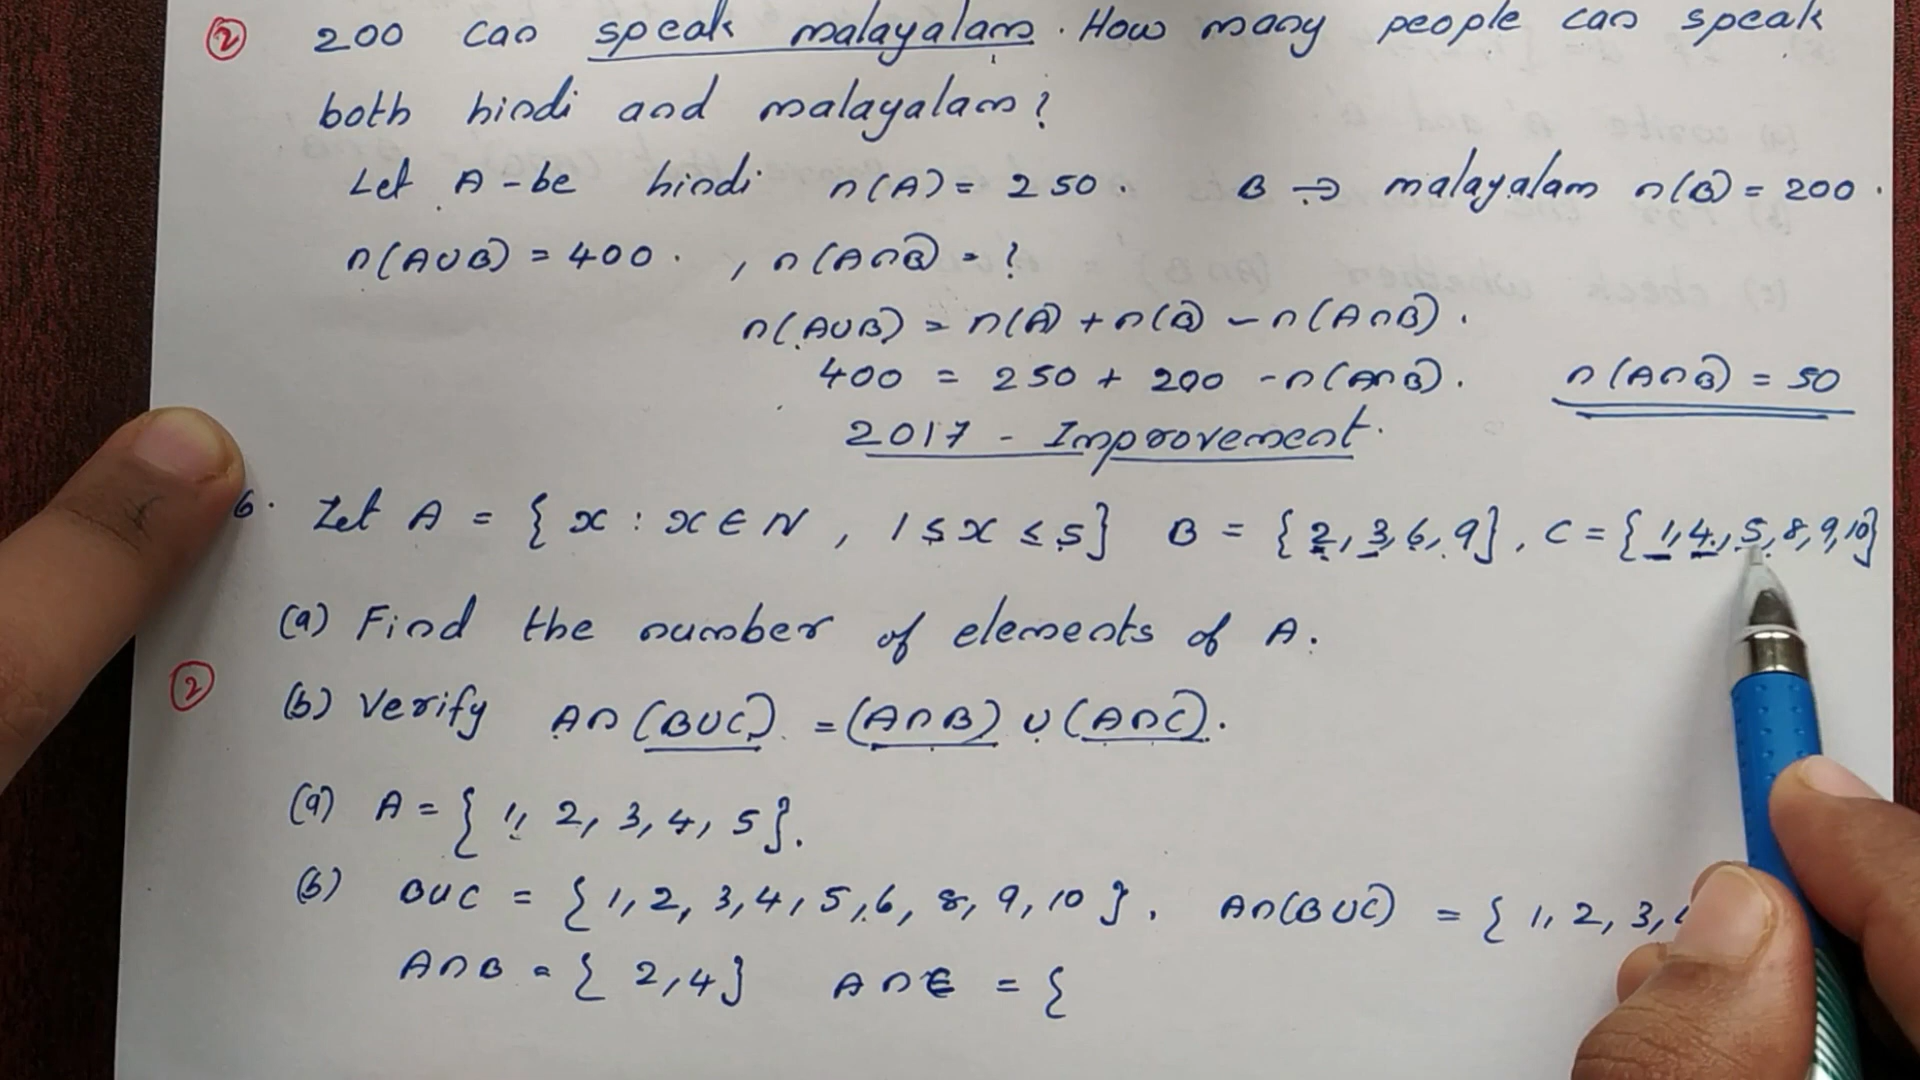 ② 200 can speak malayalam. How many people can speak
both hindi and malayalam?
Let A - be hindi n(A) = 250. B → malayalam n(B) = 200.
n(A∪B) = 400. , n(A∩B) = ?
n(A∪B) = n(A) + n(B) - n(A∩B).
400 = 250 + 200 - n(A∩B). n(A∩B) = 50
2017 - Improvement.
6. Let A = { x : x ∈ N , 1 ≤ x ≤ 5} B = {2, 3, 6, 9}, C = {1, 4, 5, 8, 9, 10}
(a) Find the number of elements of A.
② (b) Verify A∩(B∪C) = (A∩B) ∪ (A∩C).
(a) A = {1, 2, 3, 4, 5}.
(b) B∪C = {1, 2, 3, 4, 5, 6, 8, 9, 10}. A∩(B∪C) = {1, 2, 3,
A∩B = {2, 4} A∩C = {